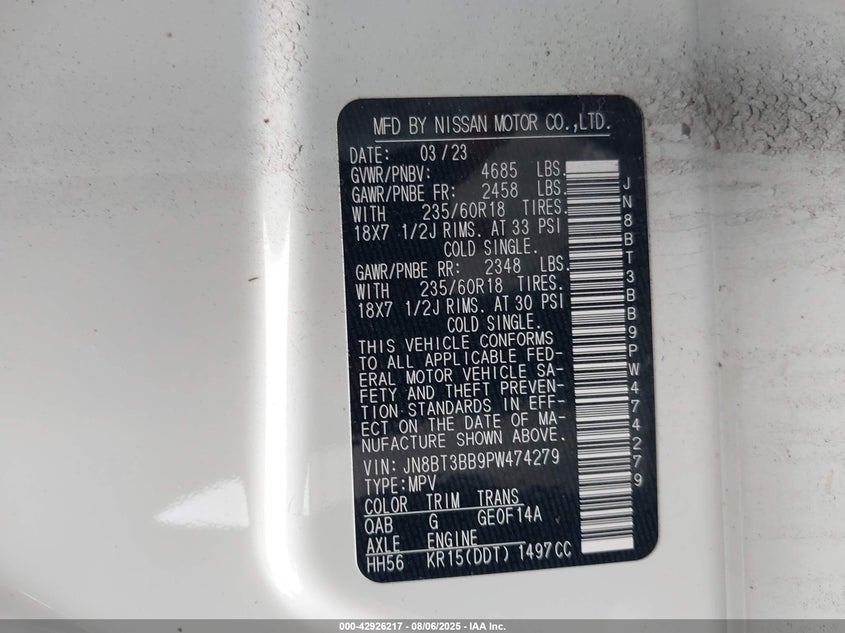 MFD BY NISSAN MOTOR CO.,LTD.
DATE: 03/23
GVWR/PNBV: 4685 LBS.
GAWR/PNBE FR: 2458 LBS.
WITH 235/60R18 TIRES.
18X7 1/2J RIMS. AT 33 PSI
COLD SINGLE.
GAWR/PNBE RR: 2348 LBS.
WITH 235/60R18 TIRES.
18X7 1/2J RIMS. AT 30 PSI
COLD SINGLE.
THIS VEHICLE CONFORMS
TO ALL APPLICABLE FED-
ERAL MOTOR VEHICLE SA-
FETY AND THEFT PREVEN-
TION STANDARDS IN EFF-
ECT ON THE DATE OF MA-
NUFACTURE SHOWN ABOVE.
VIN: JN8BT3BB9PW474279
TYPE:MPV
COLOR TRIM TRANS
QAB G GE0F14A
AXLE ENGINE
HH56 KR15(DDT) 1497CC
JN8BT3BB9PW474279
000-42926217 - 08/06/2025 - IAA Inc.